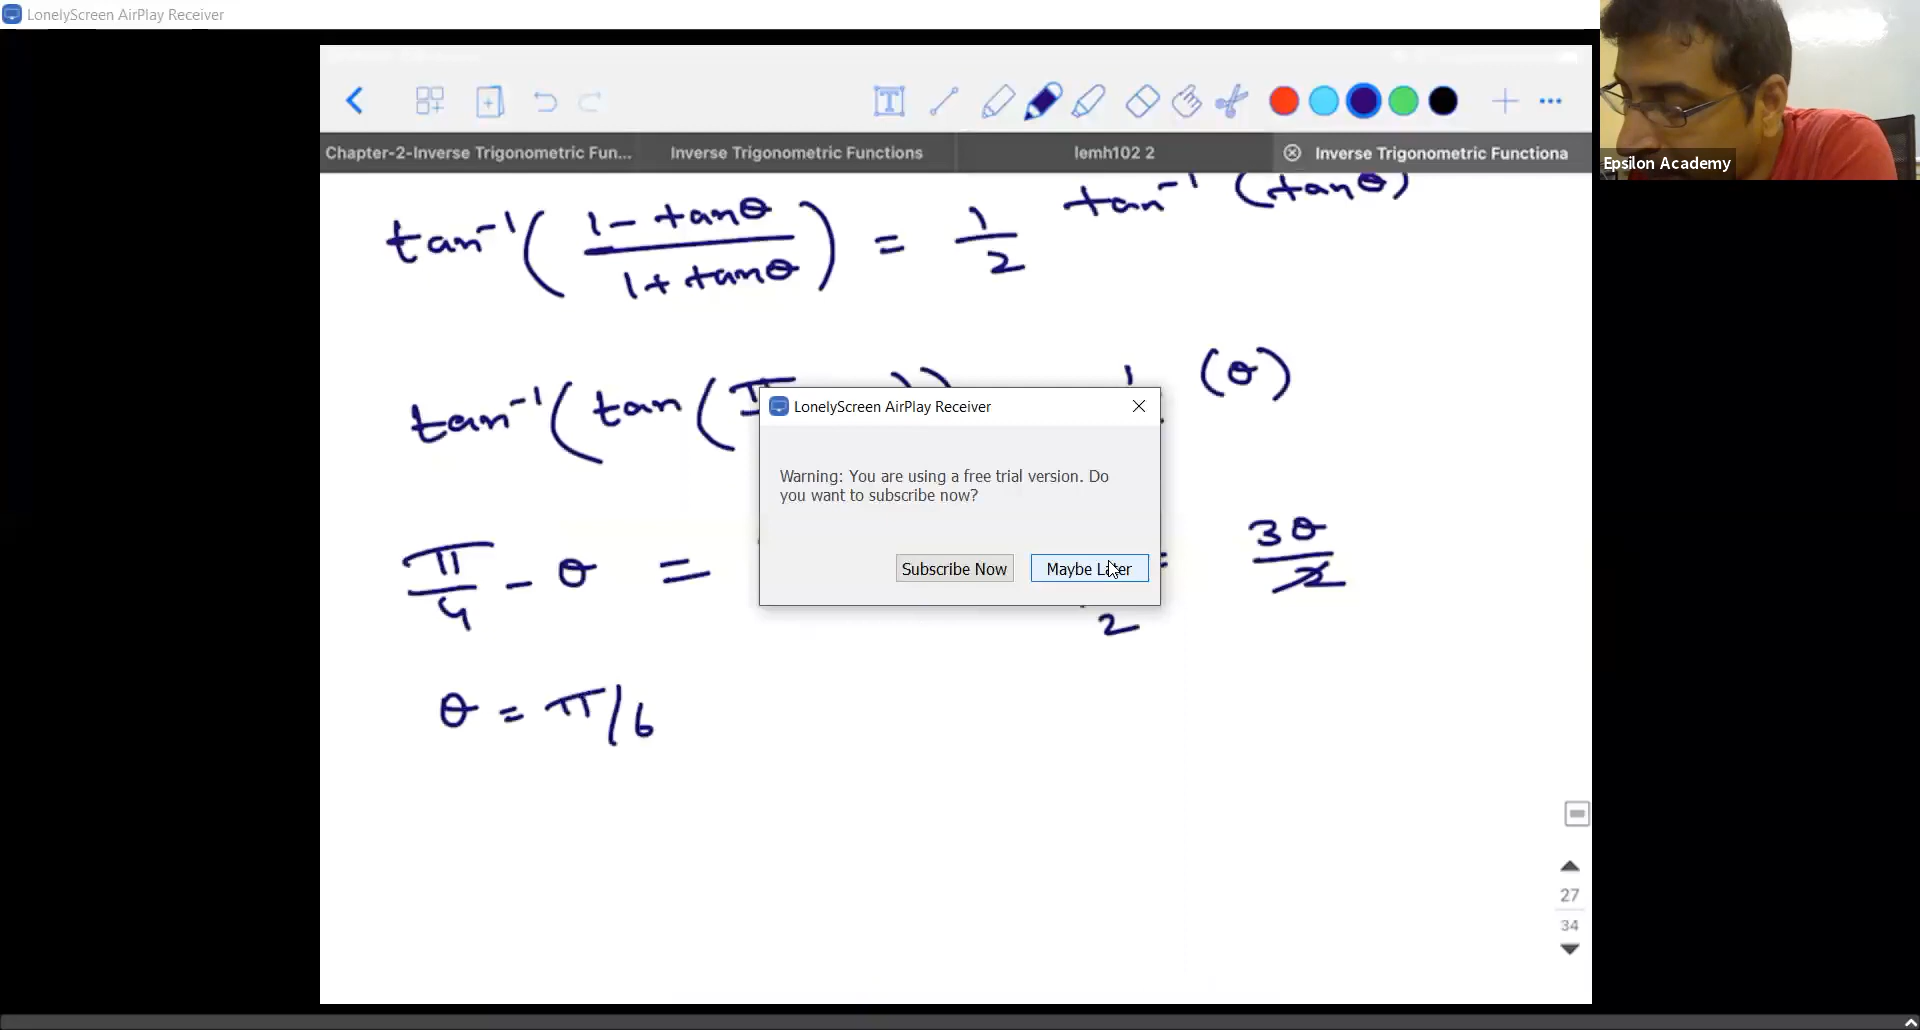 LonelyScreen AirPlay Receiver
Epsilon Academy
Chapter-2-Inverse Trigonometric Fun... Inverse Trigonometric Functions lemh102 2 Inverse Trigonometric Functiona
tan⁻¹(1 - tanθ / 1 + tanθ) = 1/2 tan⁻¹(tanθ)
tan⁻¹(tan(π )) 1 (θ)
LonelyScreen AirPlay Receiver
Warning: You are using a free trial version. Do
you want to subscribe now?
Subscribe Now Maybe Later
π/4 - θ = 2 = 3θ/2
θ = π/6
27
34